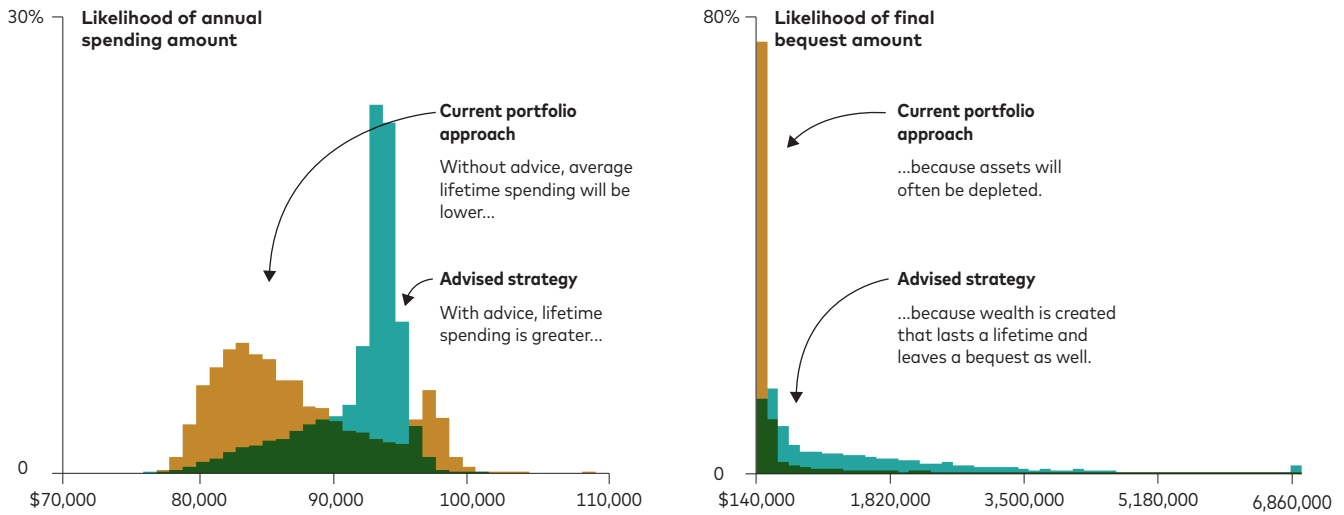 30%
Likelihood of annual
spending amount
Current portfolio
approach
Without advice, average
lifetime spending will be
lower...
Advised strategy
With advice, lifetime
spending is greater...
0
$70,000
80,000
90,000
100,000
110,000
80%
Likelihood of final
bequest amount
Current portfolio
approach
...because assets will
often be depleted.
Advised strategy
...because wealth is created
that lasts a lifetime and
leaves a bequest as well.
0
$140,000
1,820,000
3,500,000
5,180,000
6,860,000